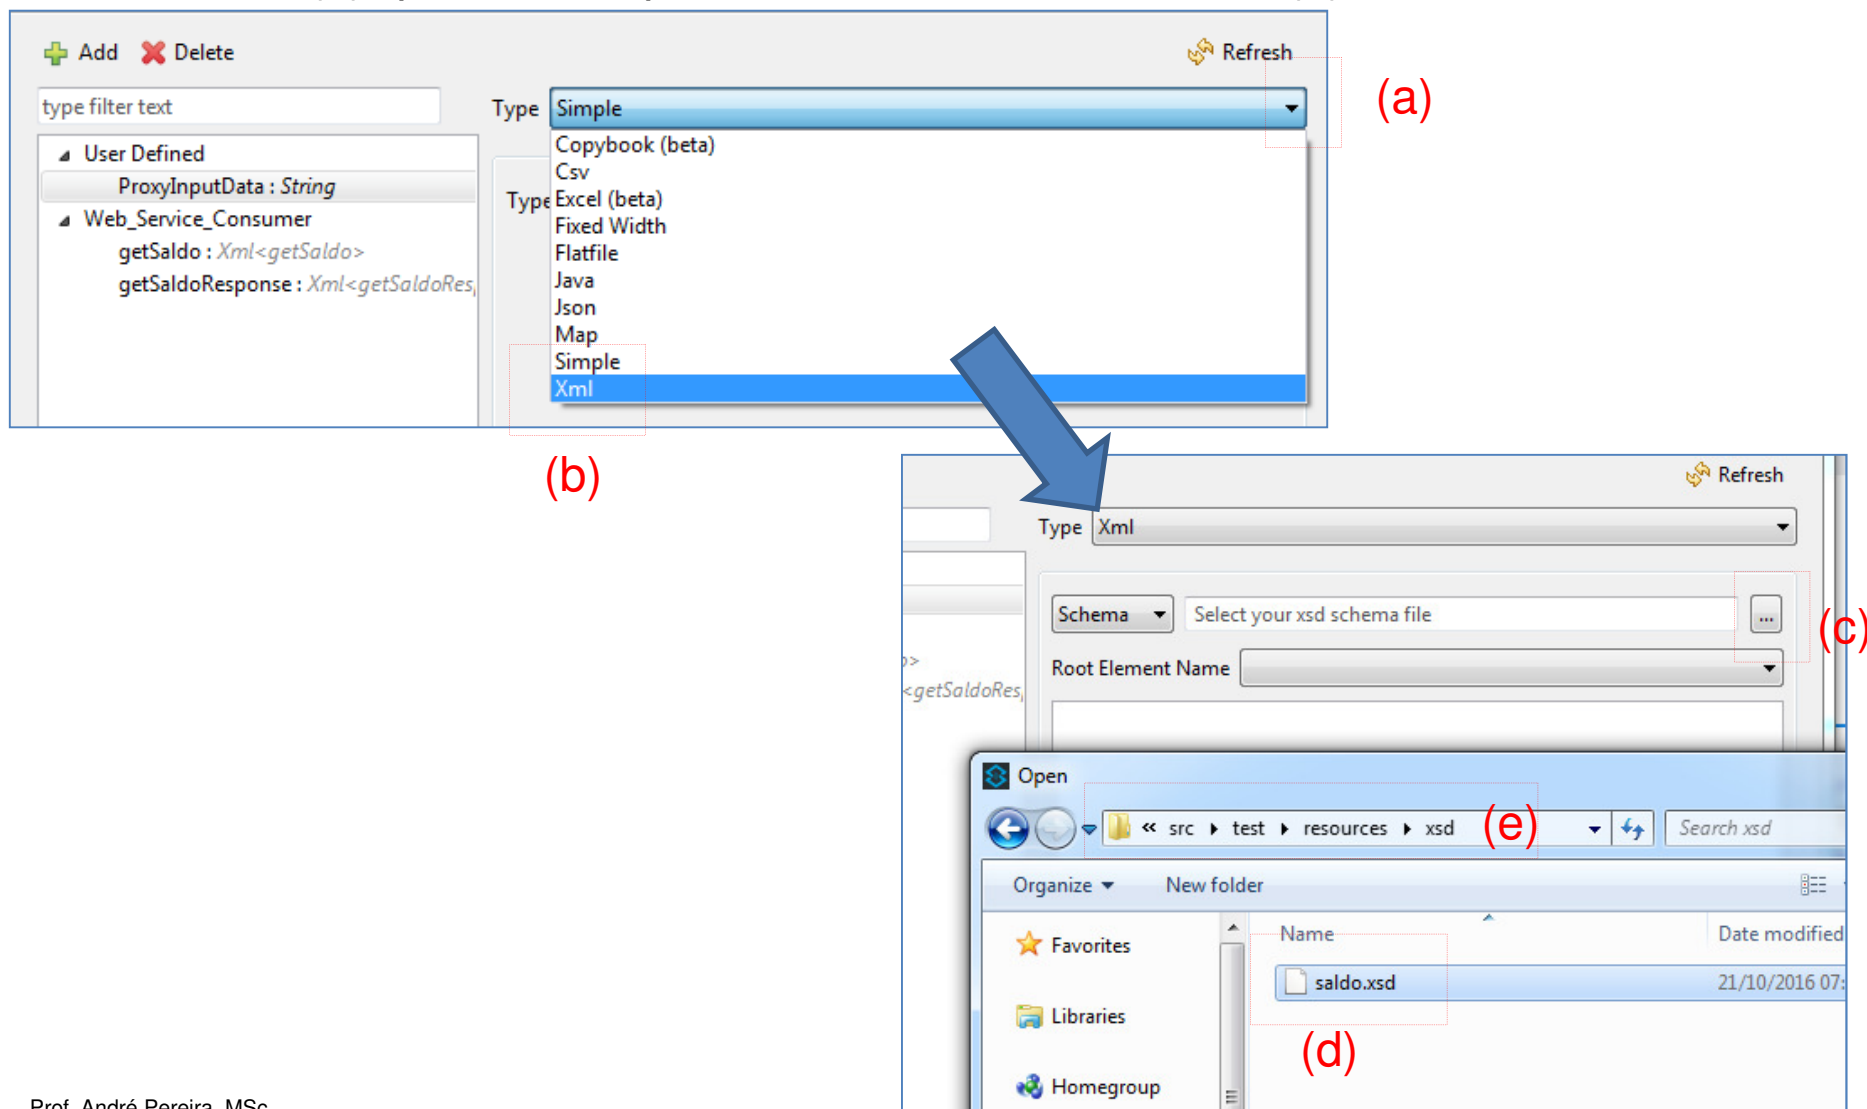 Add Delete Refresh
type filter text
Type Simple
(a)
User Defined
ProxyInputData : String
Web_Service_Consumer
getSaldo : Xml<getSaldo>
getSaldoResponse : Xml<getSaldoRes
Type
Copybook (beta)
Csv
Excel (beta)
Fixed Width
Flatfile
Java
Json
Map
Simple
Xml
(b)
Refresh
Type Xml
Schema Select your xsd schema file ...
(c)
Root Element Name
o>
<getSaldoRes
Open
« src test resources xsd (e) Search xsd
Organize New folder
Favorites
Libraries
Homegroup
Name Date modified
saldo.xsd 21/10/2016 07:
(d)
Prof. André Pereira, MSc